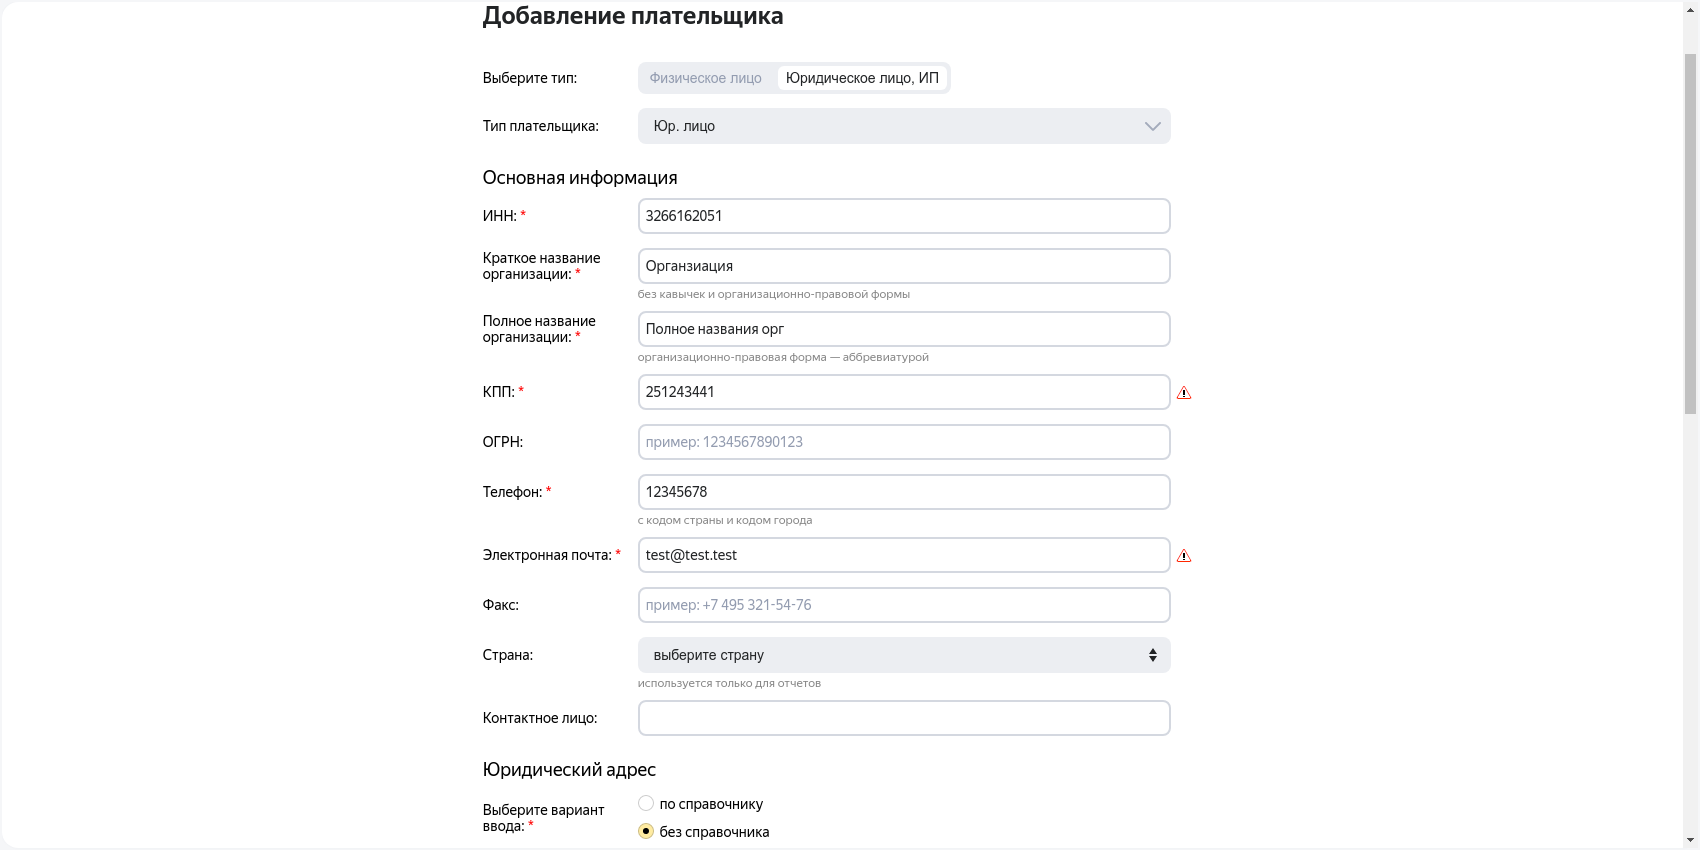 Добавление плательщика
Выберите тип: Физическое лицо Юридическое лицо, ИП
Тип плательщика: Юр. лицо
Основная информация
ИНН: * 3266162051
Краткое название
организации: * Органзиация
без кавычек и организационно-правовой формы
Полное название
организации: * Полное названия орг
организационно-правовая форма — аббревиатурой
КПП: * 251243441
ОГРН: пример: 1234567890123
Телефон: * 12345678
с кодом страны и кодом города
Электронная почта: * test@test.test
Факс: пример: +7 495 321-54-76
Страна: выберите страну
используется только для отчетов
Контактное лицо:
Юридический адрес
Выберите вариант
ввода: *
по справочнику
без справочника